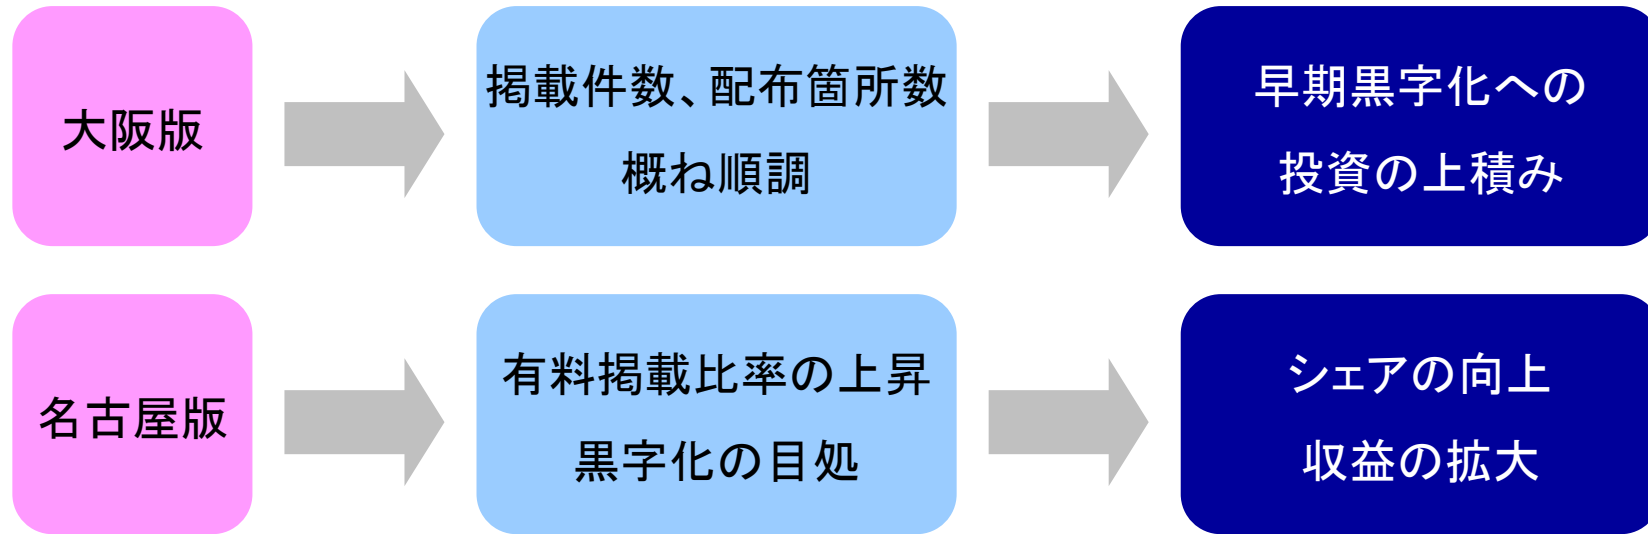 大阪版
掲載件数、配布箇所数
概ね順調
早期黒字化への
投資の上積み
名古屋版
有料掲載比率の上昇
黒字化の目処
シェアの向上
収益の拡大